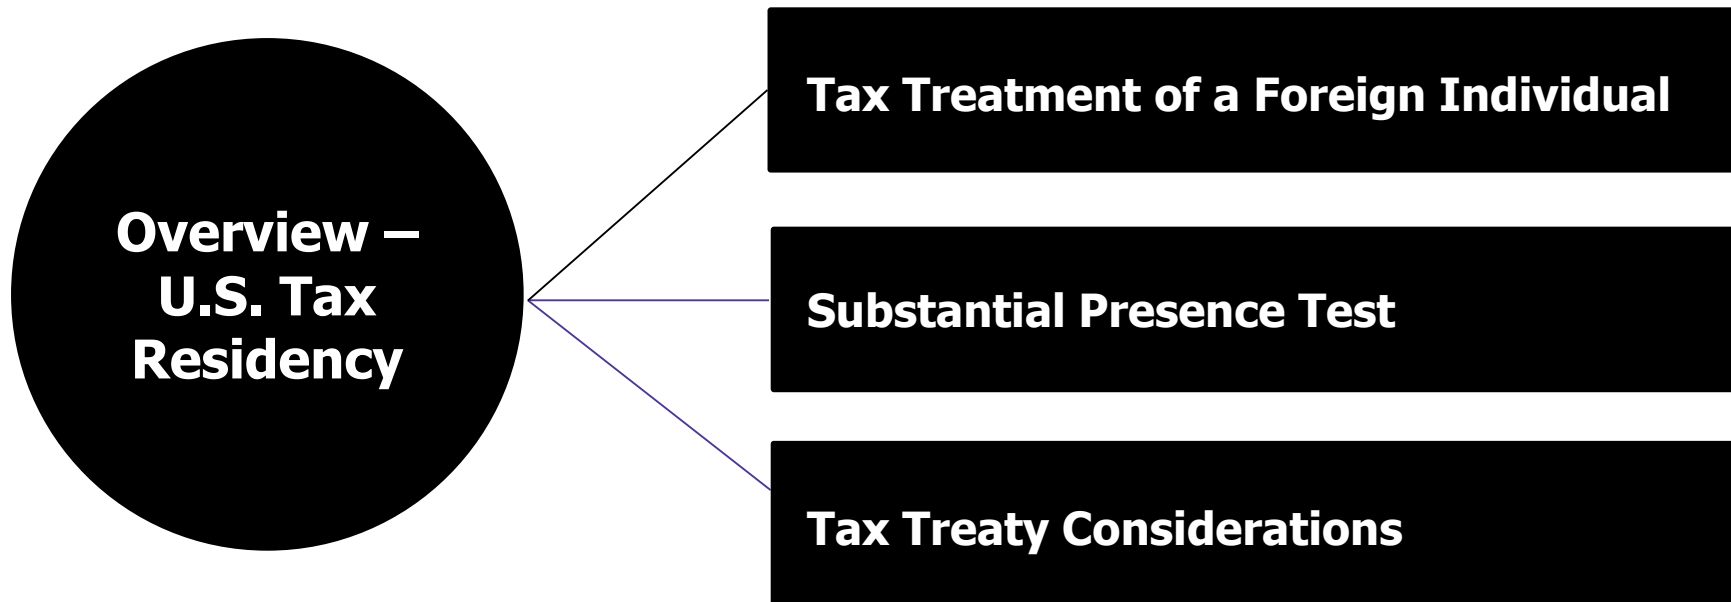 Overview –
U.S. Tax
Residency
Tax Treatment of a Foreign Individual
Substantial Presence Test
Tax Treaty Considerations